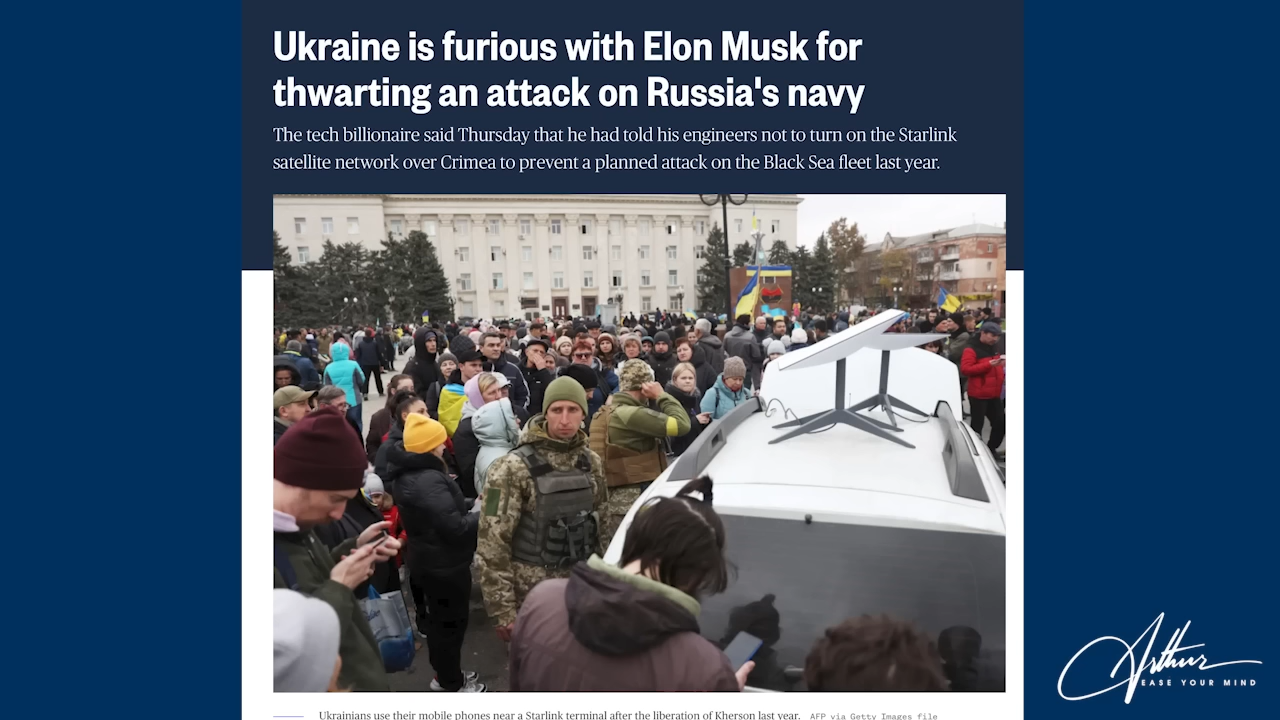 Ukraine is furious with Elon Musk for
thwarting an attack on Russia's navy
The tech billionaire said Thursday that he had told his engineers not to turn on the Starlink
satellite network over Crimea to prevent a planned attack on the Black Sea fleet last year.
Ukrainians use their mobile phones near a Starlink terminal after the liberation of Kherson last year. AFP via Getty Images file
Arthur
EASE YOUR MIND